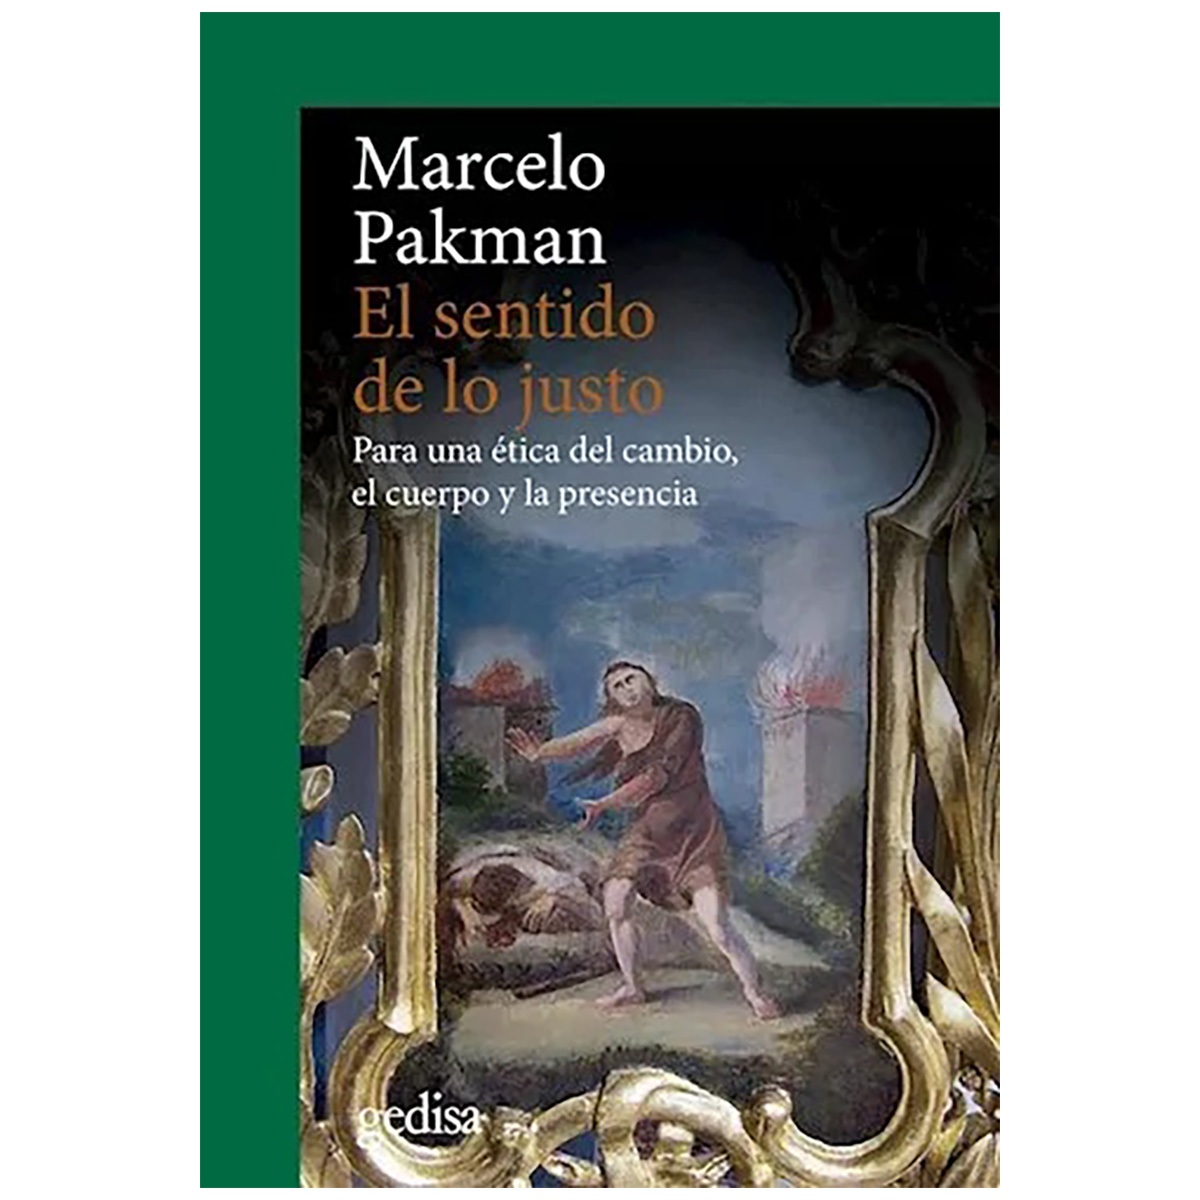 Marcelo
Pakman
El sentido
de lo justo
Para una ética del cambio,
el cuerpo y la presencia
gedisa